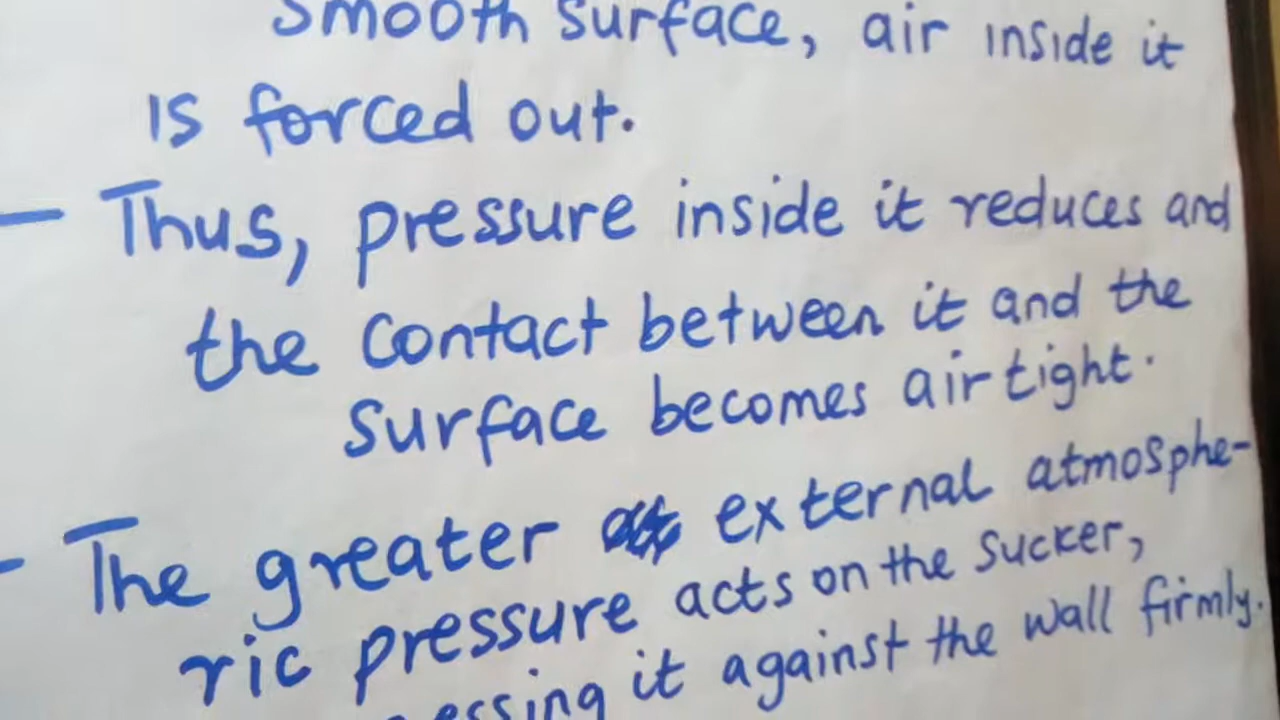 smooth surface, air inside it
is forced out.
- Thus, pressure inside it reduces and
the contact between it and the
surface becomes airtight.
- The greater external atmosphe-
ric pressure acts on the sucker,
it against the wall firmly.